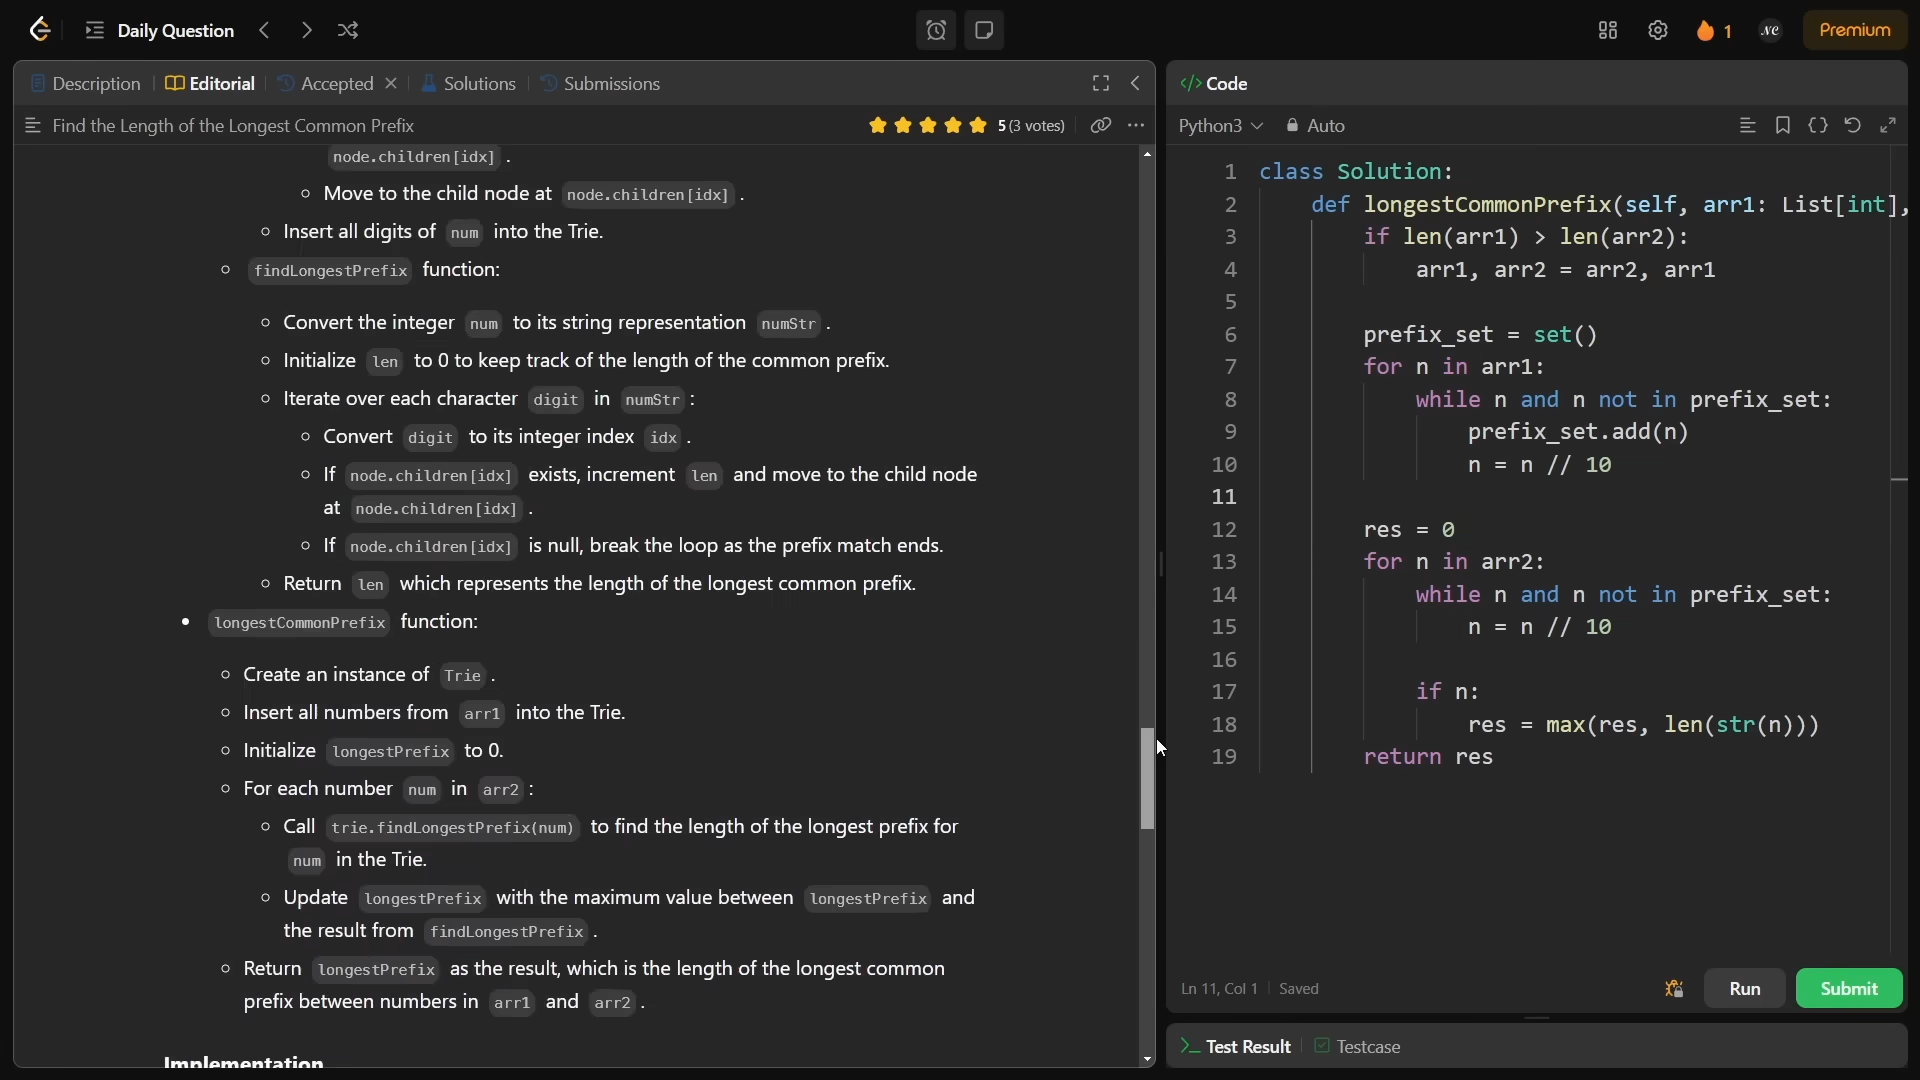 Daily Question
1
NC
Premium
Description
Editorial
Accepted
Solutions
Submissions
Find the Length of the Longest Common Prefix
5 (3 votes)
node.children[idx] .
Move to the child node at node.children[idx] .
Insert all digits of num into the Trie.
findLongestPrefix function:
Convert the integer num to its string representation numStr .
Initialize len to 0 to keep track of the length of the common prefix.
Iterate over each character digit in numStr :
Convert digit to its integer index idx .
If node.children[idx] exists, increment len and move to the child node
at node.children[idx] .
If node.children[idx] is null, break the loop as the prefix match ends.
Return len which represents the length of the longest common prefix.
longestCommonPrefix function:
Create an instance of Trie .
Insert all numbers from arr1 into the Trie.
Initialize longestPrefix to 0.
For each number num in arr2 :
Call trie.findLongestPrefix(num) to find the length of the longest prefix for
num in the Trie.
Update longestPrefix with the maximum value between longestPrefix and
the result from findLongestPrefix .
Return longestPrefix as the result, which is the length of the longest common
prefix between numbers in arr1 and arr2 .
Implementation
</> Code
Python3
Auto
1 class Solution:
2 def longestCommonPrefix(self, arr1: List[int],
3 if len(arr1) > len(arr2):
4 arr1, arr2 = arr2, arr1
5
6 prefix_set = set()
7 for n in arr1:
8 while n and n not in prefix_set:
9 prefix_set.add(n)
10 n = n // 10
11
12 res = 0
13 for n in arr2:
14 while n and n not in prefix_set:
15 n = n // 10
16
17 if n:
18 res = max(res, len(str(n)))
19 return res
Ln 11, Col 1
Saved
Run
Submit
Test Result
Testcase